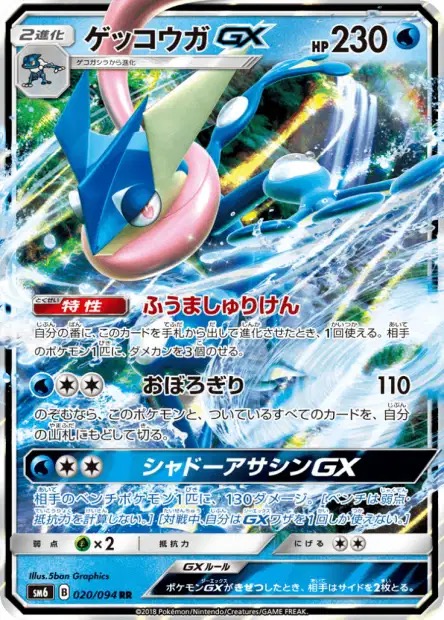 2進化 ゲッコウガGX HP230
ゲコガシラから進化
特性 ふうましゅりけん
自分の番に、このカードを手札から出して進化させたとき、1回使える。相手
のポケモン1匹に、ダメカンを3個のせる。
おぼろぎり 110
のぞむなら、このポケモンと、ついているすべてのカードを、自分
の山札にもどして切る。
シャドーアサシンGX
相手のベンチポケモン1匹に、130ダメージ。[ベンチは弱点・
抵抗力を計算しない。][対戦中、自分はGXワザを1回しか使えない。]
弱点 ×2 抵抗力 にげる
Illus.5ban Graphics
GXルール
SM6 B 020/094 RR
ポケモンGXがきぜつしたとき、相手はサイドを2枚とる。
©2018 Pokémon/Nintendo/Creatures/GAME FREAK.